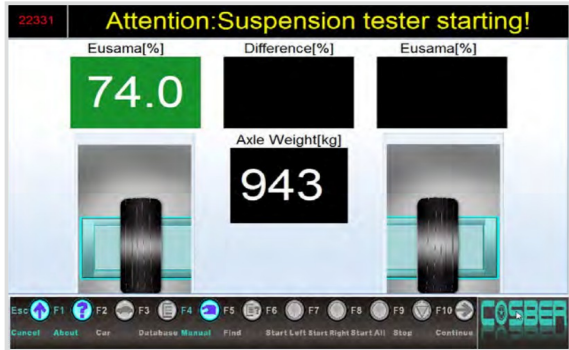 22331 Attention:Suspension tester starting!
Eusama[%] Difference[%] Eusama[%]
74.0
Axle Weight[kg]
943
Esc F1 F2 F3 F4 F5 F6 F7 F8 F9 F10
Cancel About Car Database Manual Find Start Left Start Right Start All Stop Continue
COSBER